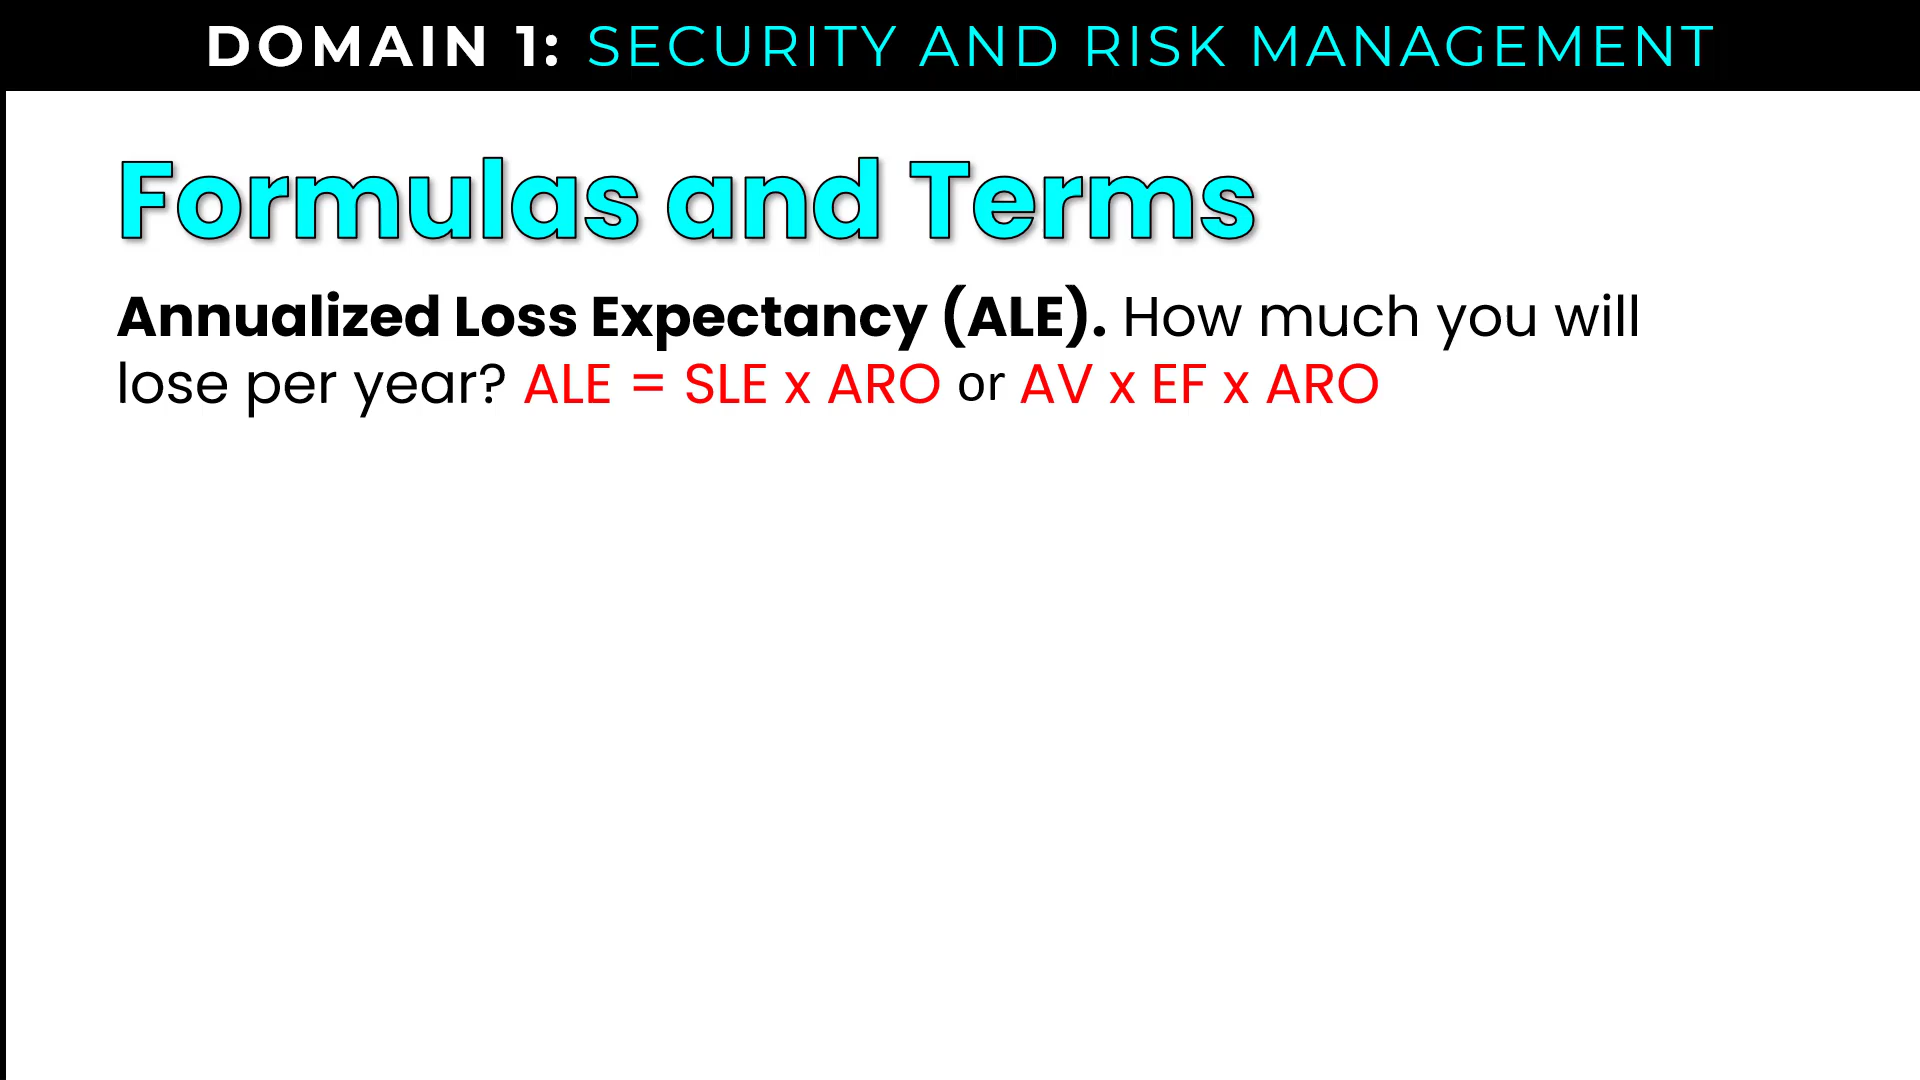 DOMAIN 1: SECURITY AND RISK MANAGEMENT
Formulas and Terms
Annualized Loss Expectancy (ALE). How much you will
lose per year? ALE = SLE x ARO or AV x EF x ARO